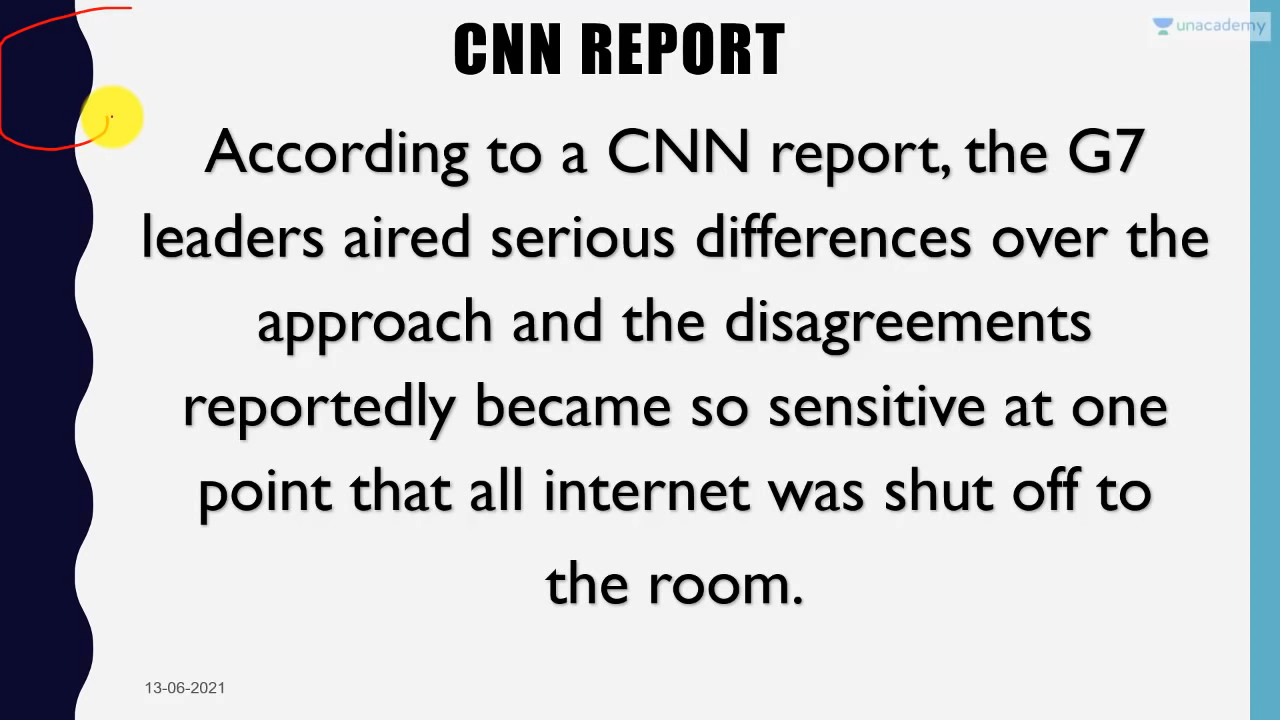 unacademy
CNN REPORT
According to a CNN report, the G7
leaders aired serious differences over the
approach and the disagreements
reportedly became so sensitive at one
point that all internet was shut off to
the room.
13-06-2021